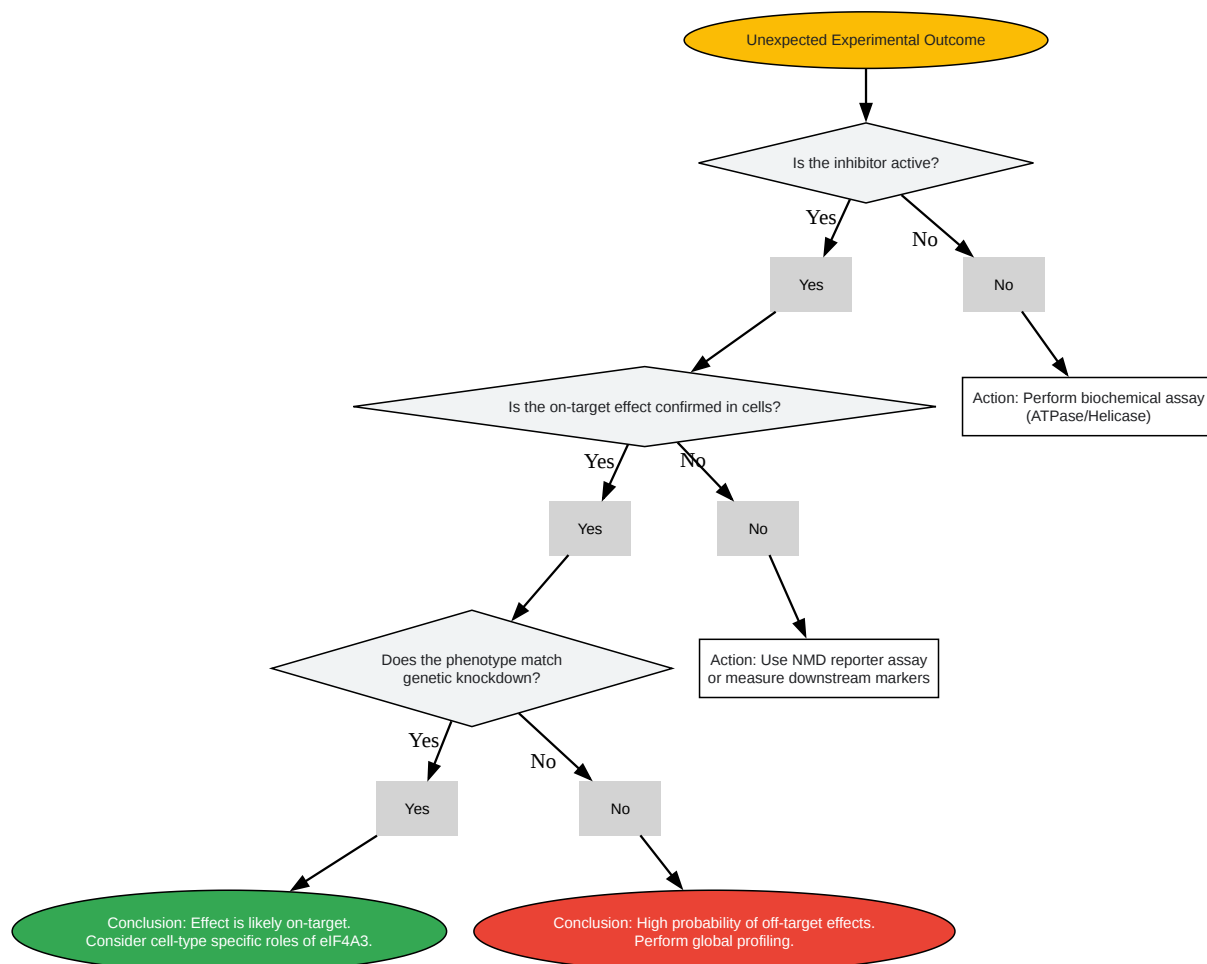 Unexpected Experimental Outcome
Is the inhibitor active?
Yes
No
Yes
No
Is the on-target effect confirmed in cells?
Action: Perform biochemical assay
(ATPase/Helicase)
Yes
No
Yes
No
Does the phenotype match
genetic knockdown?
Action: Use NMD reporter assay
or measure downstream markers
Yes
No
Yes
No
Conclusion: Effect is likely on-target.
Consider cell-type specific roles of eIF4A3.
Conclusion: High probability of off-target effects.
Perform global profiling.